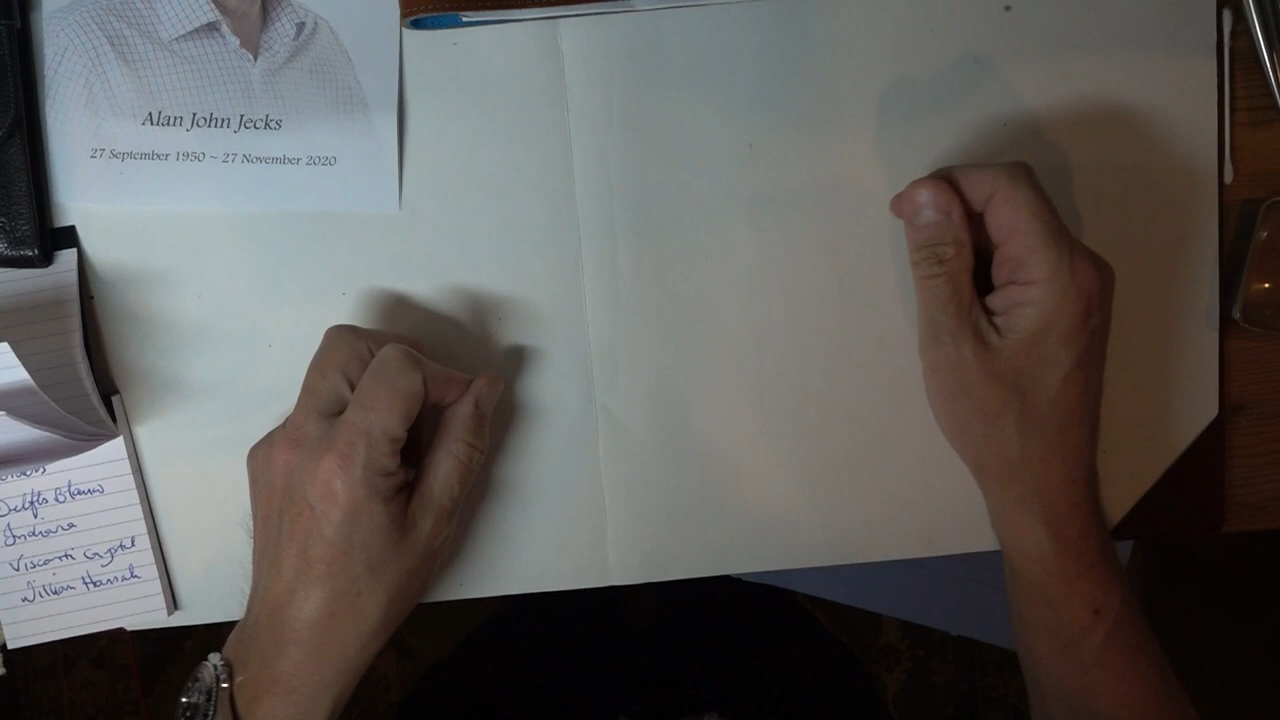 Alan John Jecks
27 September 1950 ~ 27 November 2020
Delfts Blauw
Indiana
Visconti Crystal
William Hannah